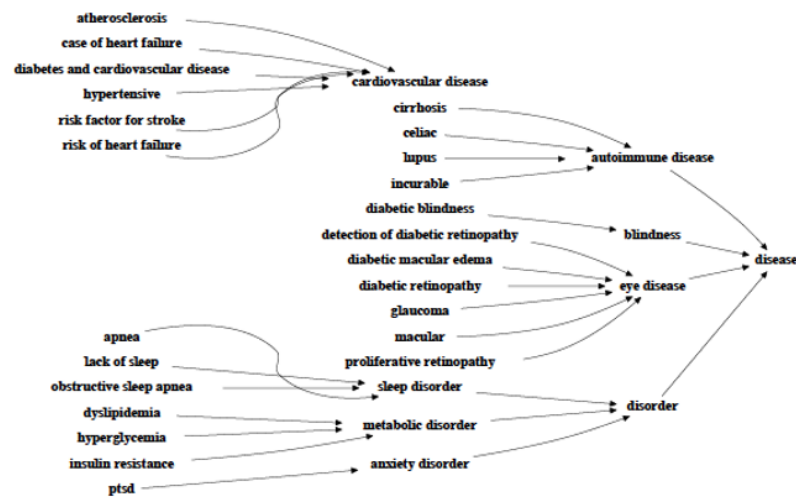 atherosclerosis
case of heart failure
diabetes and cardiovascular disease
hypertensive
risk factor for stroke
risk of heart failure
cardiovascular disease
cirrhosis
celiac
lupus
incurable
autoimmune disease
diabetic blindness
detection of diabetic retinopathy
diabetic macular edema
diabetic retinopathy
glaucoma
macular
proliferative retinopathy
blindness
eye disease
disease
apnea
lack of sleep
obstructive sleep apnea
dyslipidemia
hyperglycemia
insulin resistance
ptsd
sleep disorder
metabolic disorder
anxiety disorder
disorder